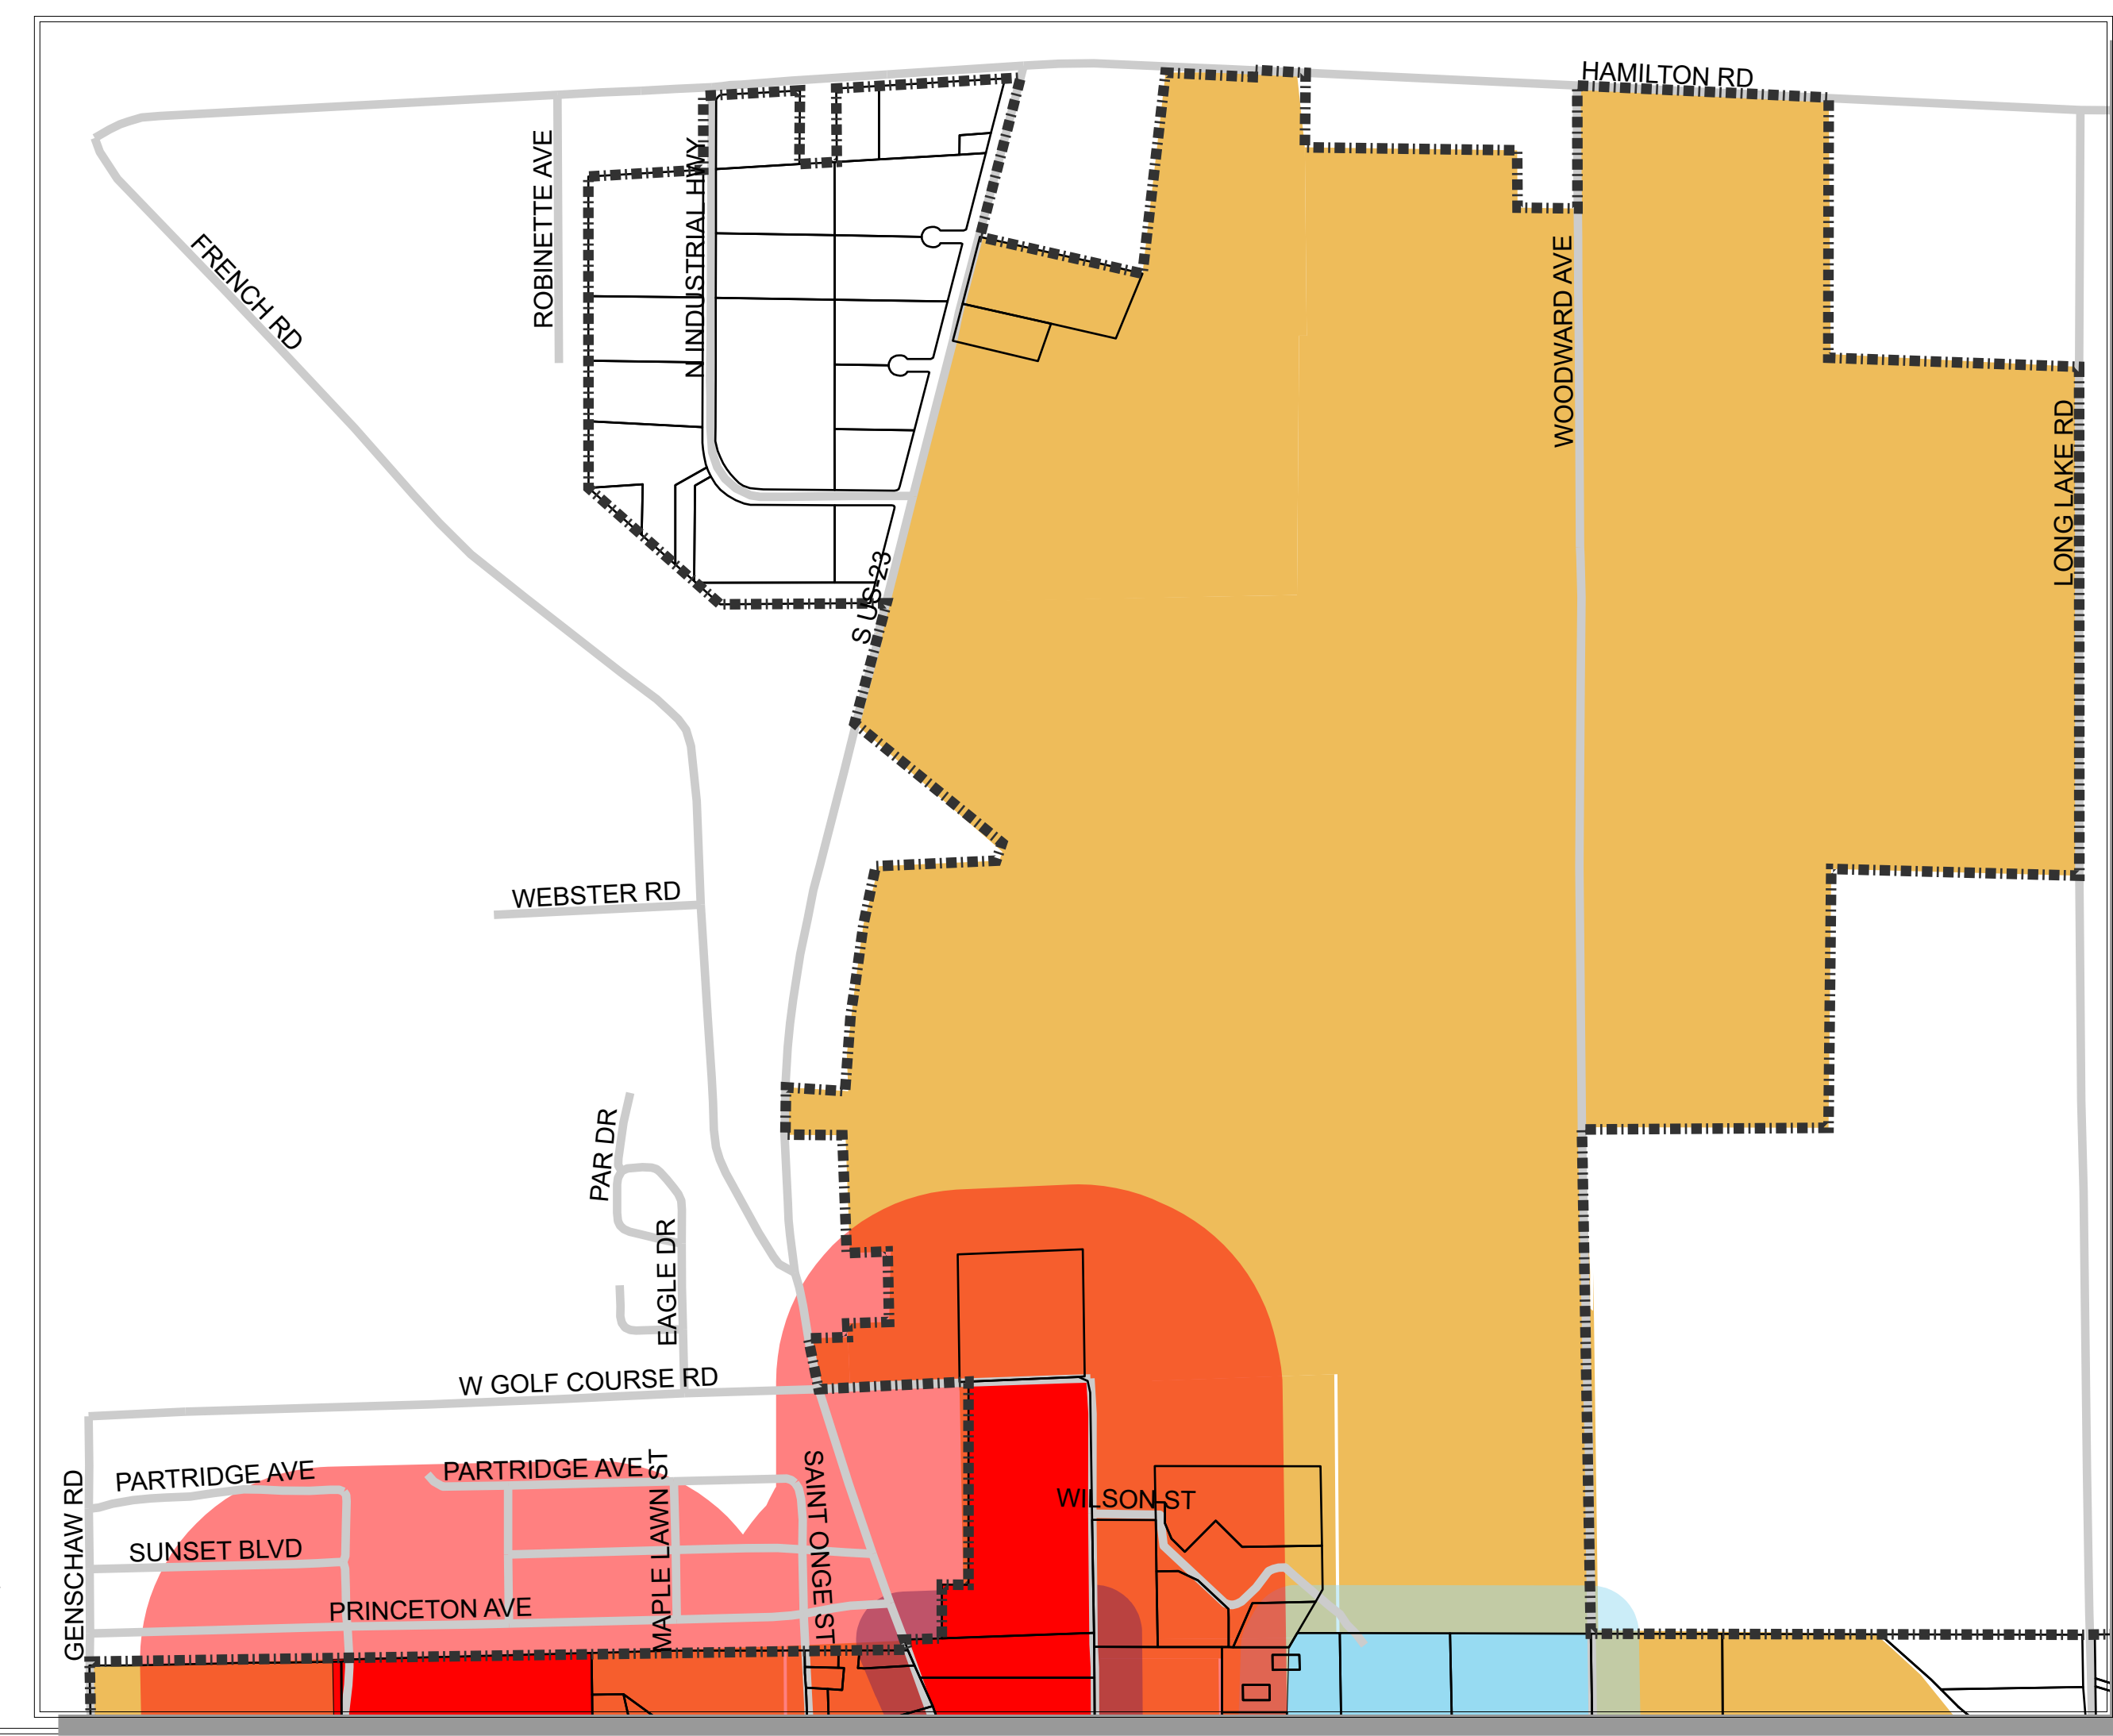 HAMILTON RD
ROBINETTE AVE
N INDUSTRIAL HWY
FRENCH RD
WOODWARD AVE
LONG LAKE RD
S US-23
WEBSTER RD
PAR DR
EAGLE DR
W GOLF COURSE RD
PARTRIDGE AVE
PARTRIDGE AVE
MAPLE LAWN ST
SAINT ONGE ST
WILSON ST
GENSCHAW RD
SUNSET BLVD
PRINCETON AVE